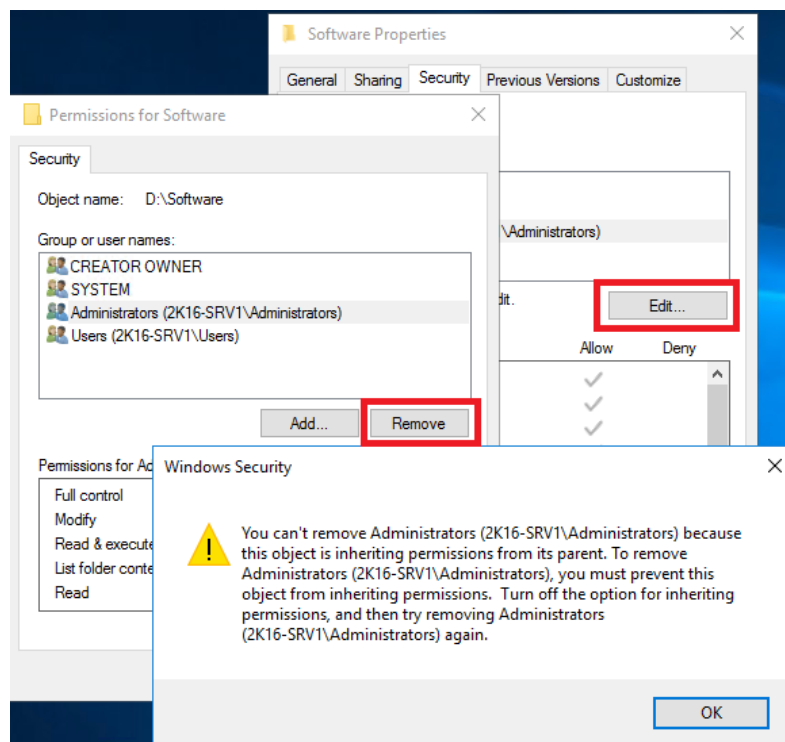 Software Properties
General Sharing Security Previous Versions Customize
Permissions for Software
Security
Object name: D:\Software
Group or user names:
CREATOR OWNER
SYSTEM
Administrators (2K16-SRV1\Administrators)
Users (2K16-SRV1\Users)
\Administrators)
Edit...
Allow Deny
Add... Remove
Permissions for
Full control
Modify
Read & execute
List folder
Read
Windows Security
You can't remove Administrators (2K16-SRV1\Administrators) because
this object is inheriting permissions from its parent. To remove
Administrators (2K16-SRV1\Administrators), you must prevent this
object from inheriting permissions. Turn off the option for inheriting
permissions, and then try removing Administrators
(2K16-SRV1\Administrators) again.
OK